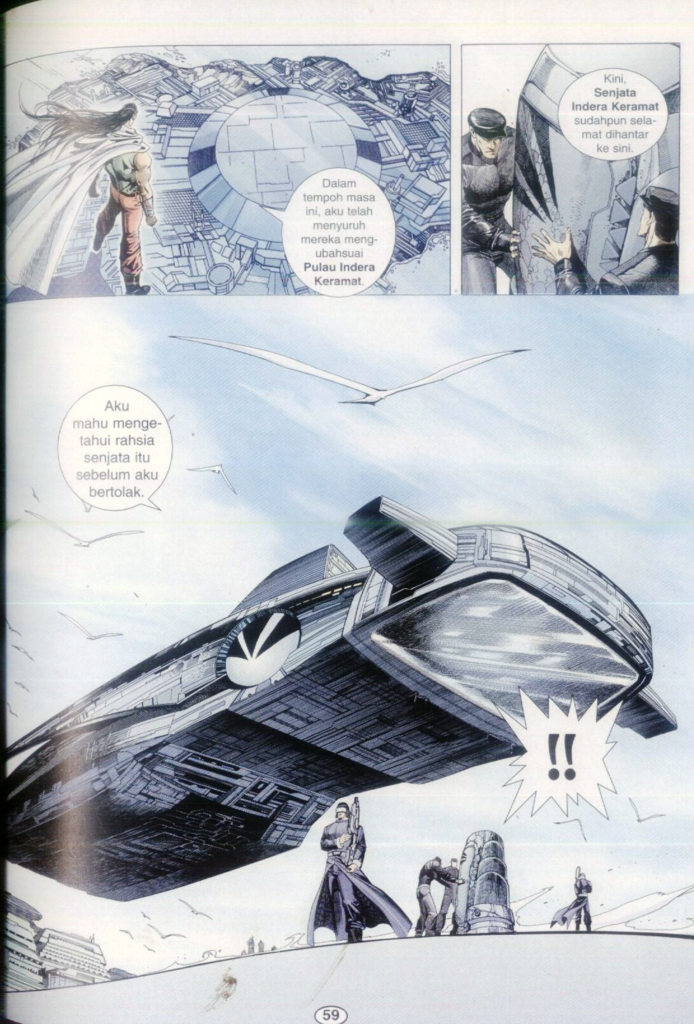 Dalam
tempoh masa
ini, aku telah
menyuruh
mereka meng-
ubahsuai
Pulau Indera
Keramat.
Kini,
Senjata
Indera Keramat
sudahpun sela-
mat dihantar
ke sini.
Aku
mahu menge-
tahui rahsia
senjata itu
sebelum aku
bertolak.
!!
59